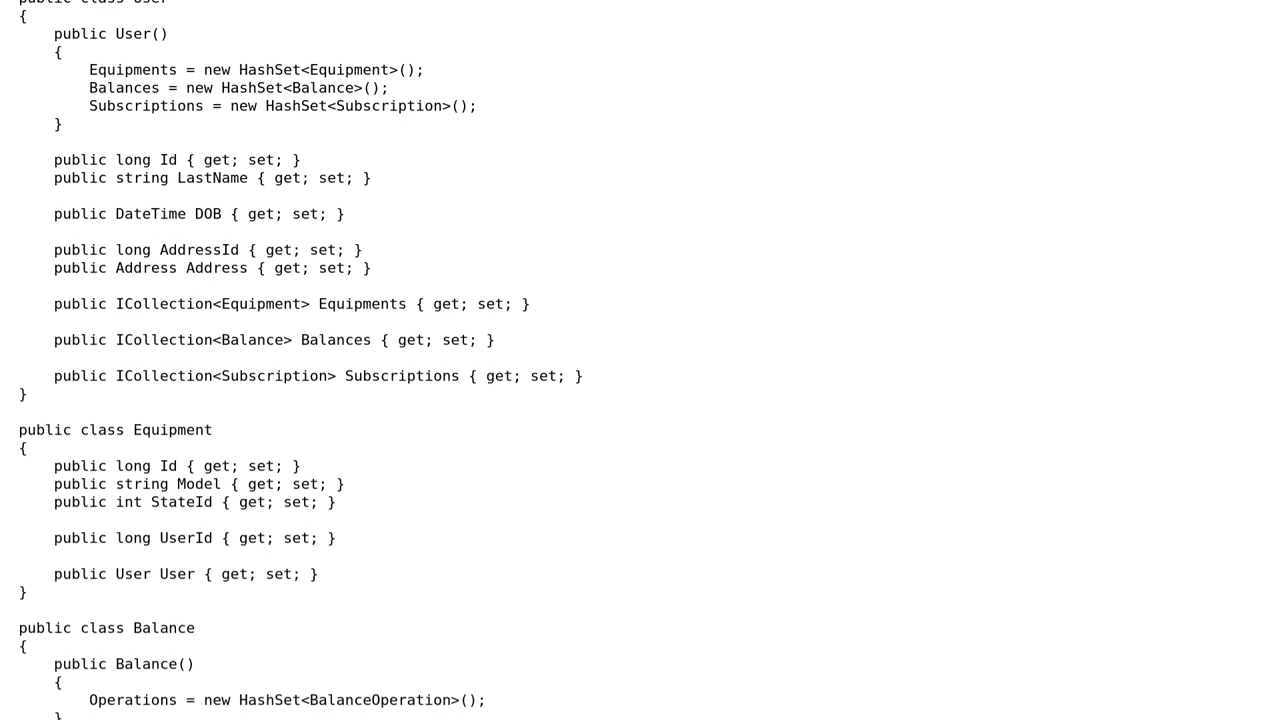 public class User
{
    public User()
    {
        Equipments = new HashSet<Equipment>();
        Balances = new HashSet<Balance>();
        Subscriptions = new HashSet<Subscription>();
    }

    public long Id { get; set; }
    public string LastName { get; set; }

    public DateTime DOB { get; set; }

    public long AddressId { get; set; }
    public Address Address { get; set; }

    public ICollection<Equipment> Equipments { get; set; }

    public ICollection<Balance> Balances { get; set; }

    public ICollection<Subscription> Subscriptions { get; set; }
}

public class Equipment
{
    public long Id { get; set; }
    public string Model { get; set; }
    public int StateId { get; set; }

    public long UserId { get; set; }

    public User User { get; set; }
}

public class Balance
{
    public Balance()
    {
        Operations = new HashSet<BalanceOperation>();
    }